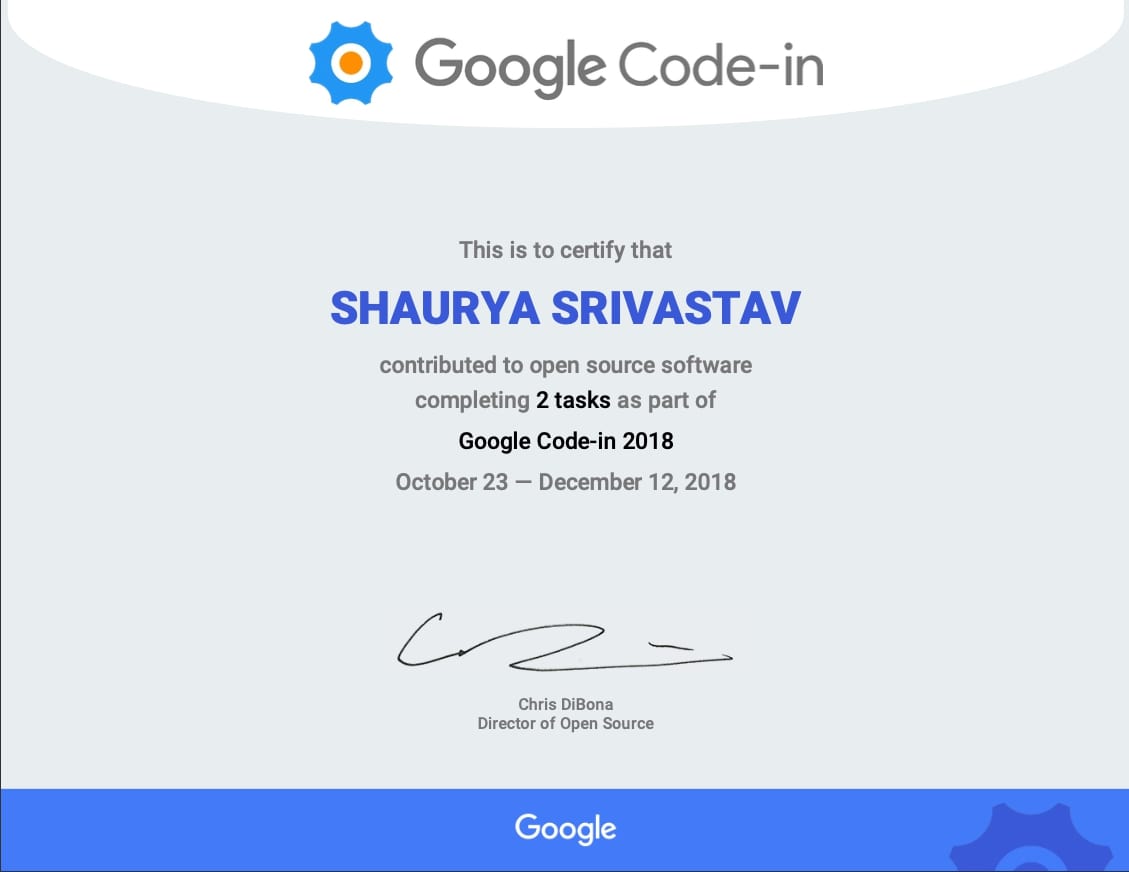 Google Code-in
This is to certify that
SHAURYA SRIVASTAV
contributed to open source software
completing 2 tasks as part of
Google Code-in 2018
October 23 — December 12, 2018
Chris DiBona
Director of Open Source
Google